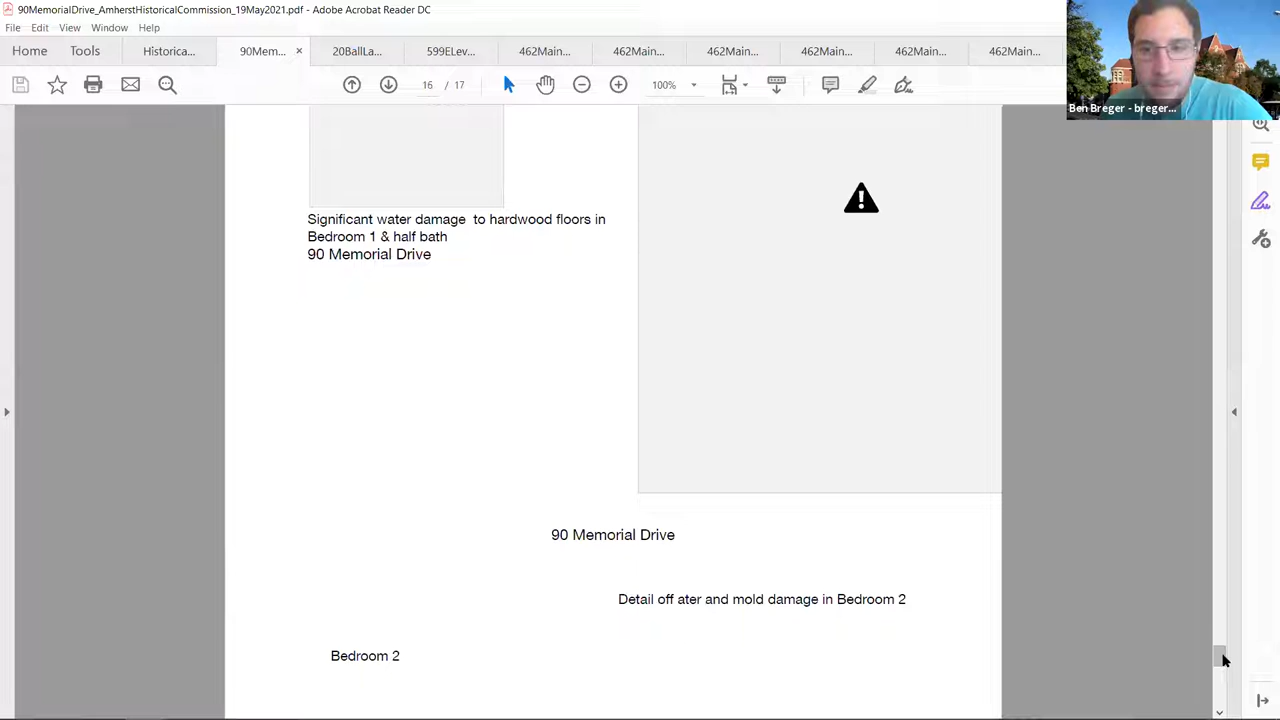 90MemorialDrive_AmherstHistoricalCommission_19May2021.pdf - Adobe Acrobat Reader DC
File Edit View Window Help
Home Tools Historica... 90Mem... × 20BallLa... 599ELev... 462Main... 462Main... 462Main... 462Main... 462Main... 462Main...
16 / 17 100%
Ben Breger - breger...
Significant water damage to hardwood floors in
Bedroom 1 & half bath
90 Memorial Drive
90 Memorial Drive
Detail off ater and mold damage in Bedroom 2
Bedroom 2